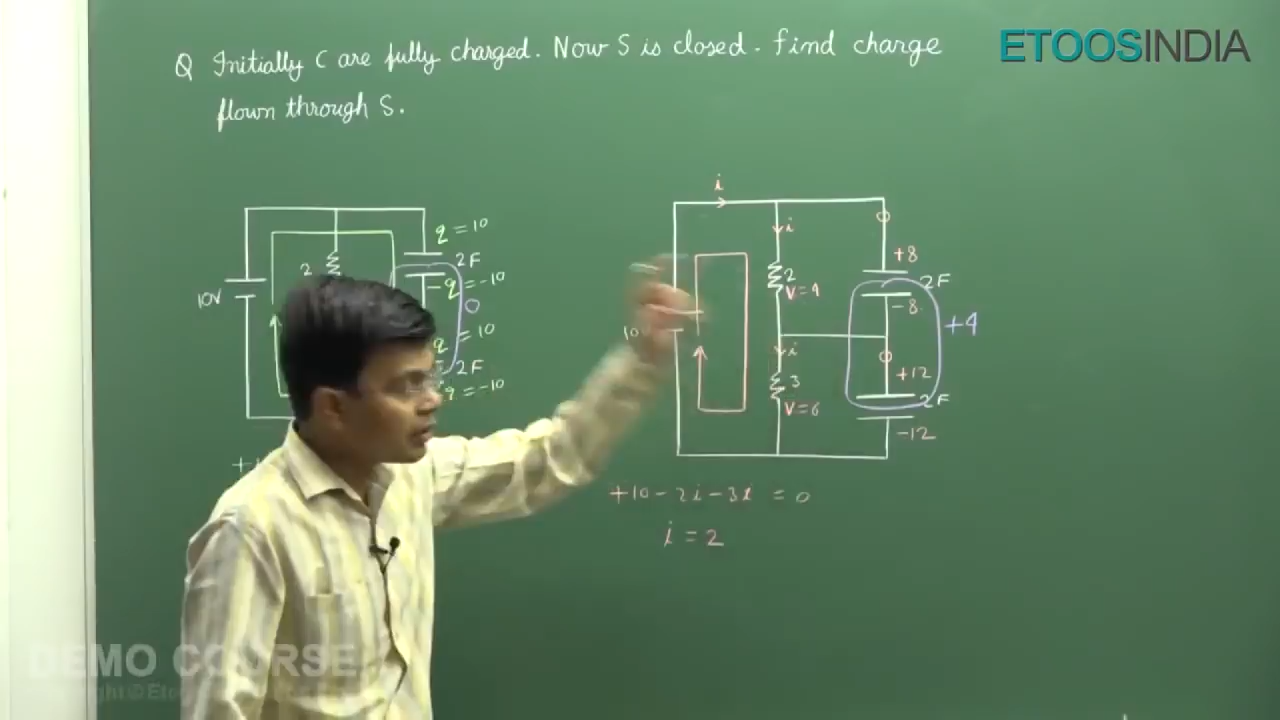 ETOOSINDIA
Q Initially C are fully charged. Now S is closed. Find charge
flown through S.
q = 10
2F
-q = -10
0
q = 10
2F
-q = -10
10V
2
i
i
2
V=4
+8
2F
-8
+4
i
3
V=6
+12
2F
-12
10
+10-2i-3i = 0
i = 2
DEMO COURSE